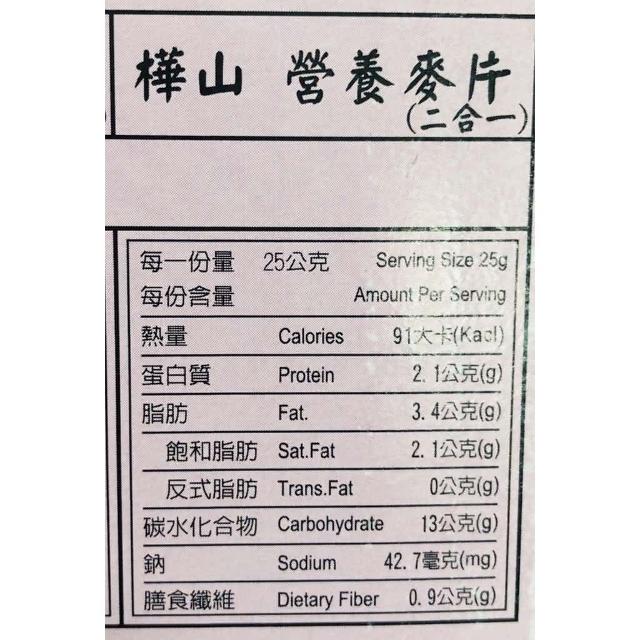 樺山 營養麥片
(二合一)
每一份量 25公克 Serving Size 25g
每份含量 Amount Per Serving
熱量 Calories 91大卡(Kacl)
蛋白質 Protein 2.1公克(g)
脂肪 Fat. 3.4公克(g)
飽和脂肪 Sat.Fat 2.1公克(g)
反式脂肪 Trans.Fat 0公克(g)
碳水化合物 Carbohydrate 13公克(g)
鈉 Sodium 42.7毫克(mg)
膳食纖維 Dietary Fiber 0.9公克(g)